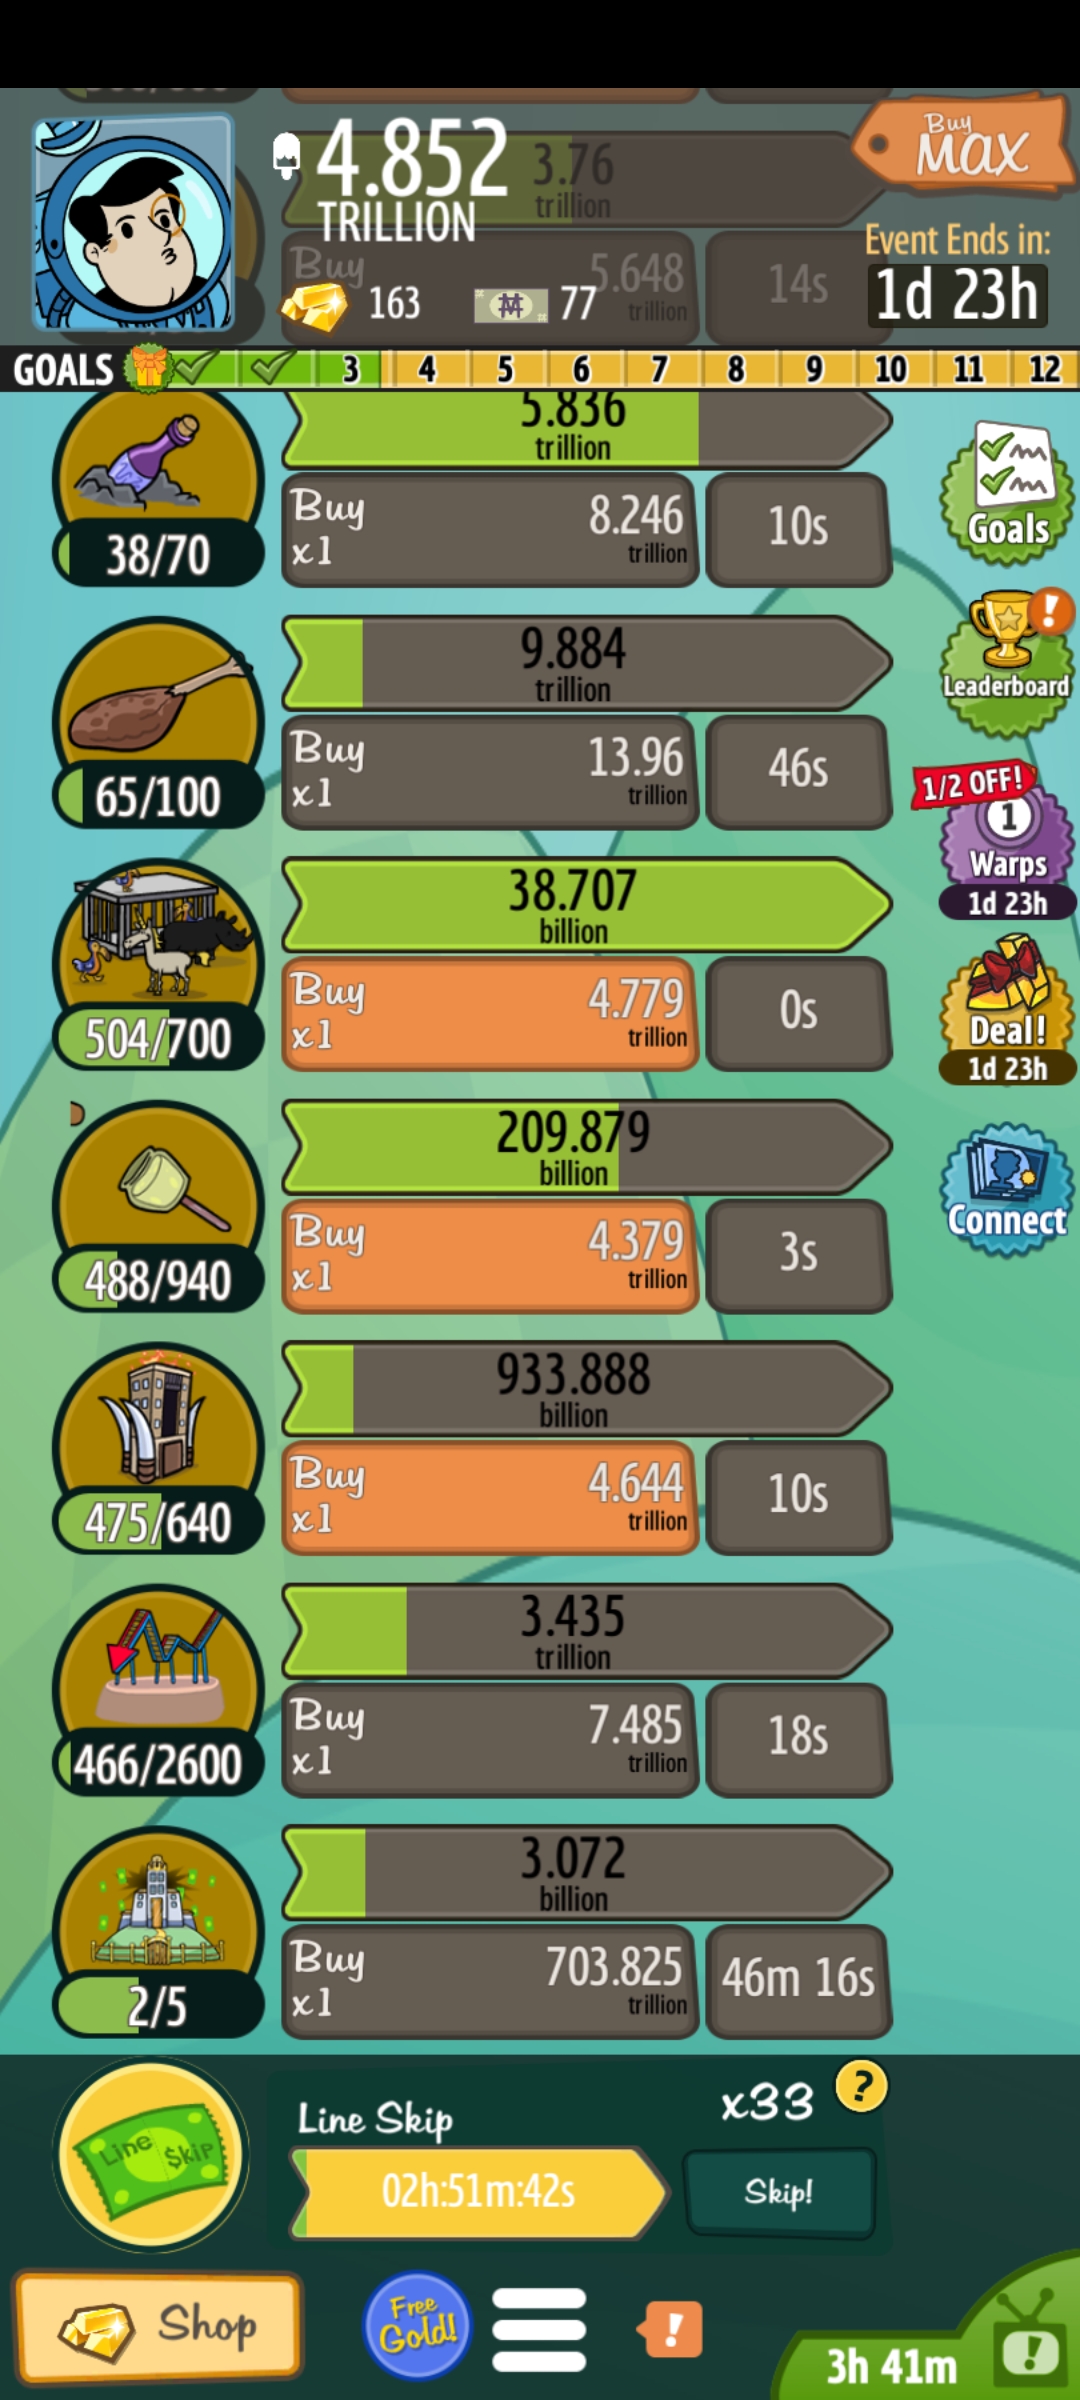 4.852
TRILLION
3.76
trillion
Buy
MAX
Buy
5.648
trillion
14s
163
77
Event Ends in:
1d 23h
GOALS 3 4 5 6 7 8 9 10 11 12
5.836
trillion
38/70
Buy
x1
8.246
trillion
10s
Goals
9.884
trillion
65/100
Buy
x1
13.96
trillion
46s
Leaderboard
1/2 OFF!
1
Warps
1d 23h
38.707
billion
504/700
Buy
x1
4.779
trillion
0s
Deal!
1d 23h
209.879
billion
488/940
Buy
x1
4.379
trillion
3s
Connect
933.888
billion
475/640
Buy
x1
4.644
trillion
10s
3.435
trillion
466/2600
Buy
x1
7.485
trillion
18s
3.072
billion
2/5
Buy
x1
703.825
trillion
46m 16s
Line $kip
Line Skip
x33
?
02h:51m:42s
Skip!
Shop
Free
Gold!
!
3h 41m
!